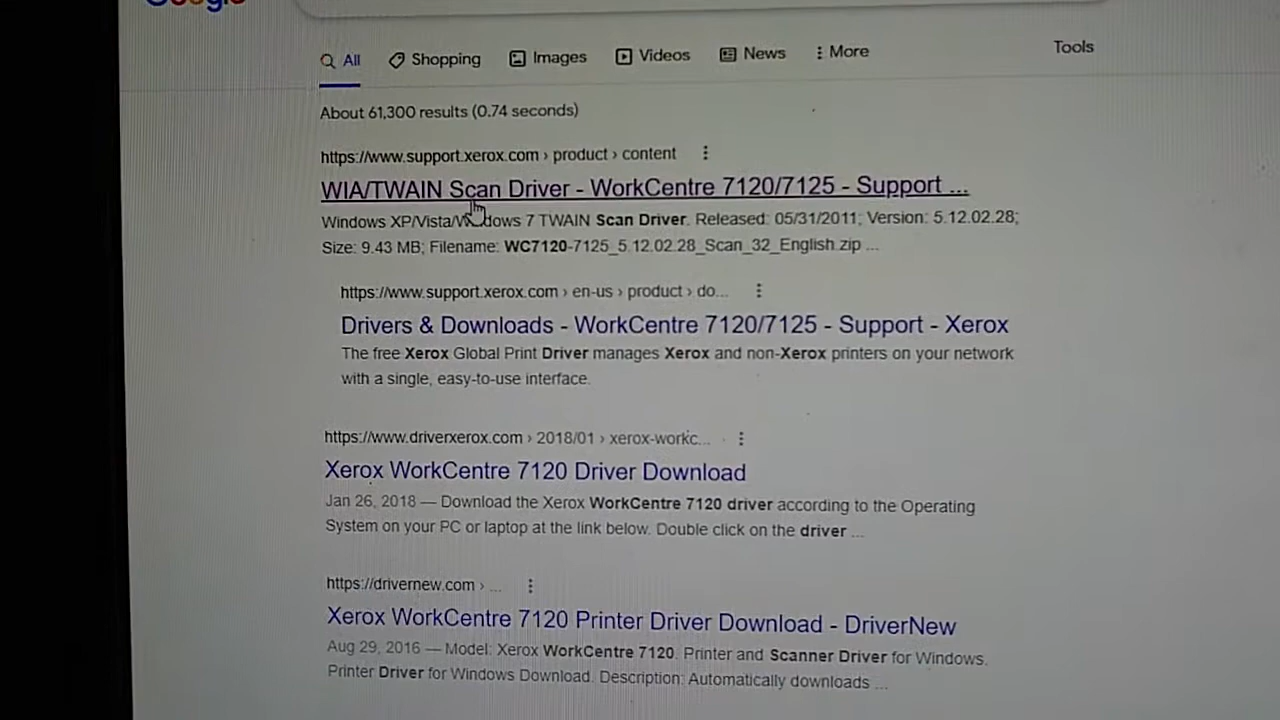 Google
All Shopping Images Videos News More Tools
About 61,300 results (0.74 seconds)
https://www.support.xerox.com › product › content
WIA/TWAIN Scan Driver - WorkCentre 7120/7125 - Support ...
Windows XP/Vista/Windows 7 TWAIN Scan Driver. Released: 05/31/2011; Version: 5.12.02.28;
Size: 9.43 MB; Filename: WC7120-7125_5.12.02.28_Scan_32_English.zip ...
https://www.support.xerox.com › en-us › product › do...
Drivers & Downloads - WorkCentre 7120/7125 - Support - Xerox
The free Xerox Global Print Driver manages Xerox and non-Xerox printers on your network
with a single, easy-to-use interface.
https://www.driverxerox.com › 2018/01 › xerox-workc...
Xerox WorkCentre 7120 Driver Download
Jan 26, 2018 — Download the Xerox WorkCentre 7120 driver according to the Operating
System on your PC or laptop at the link below. Double click on the driver ...
https://drivernew.com › ...
Xerox WorkCentre 7120 Printer Driver Download - DriverNew
Aug 29, 2016 — Model: Xerox WorkCentre 7120. Printer and Scanner Driver for Windows.
Printer Driver for Windows Download. Description: Automatically downloads ...